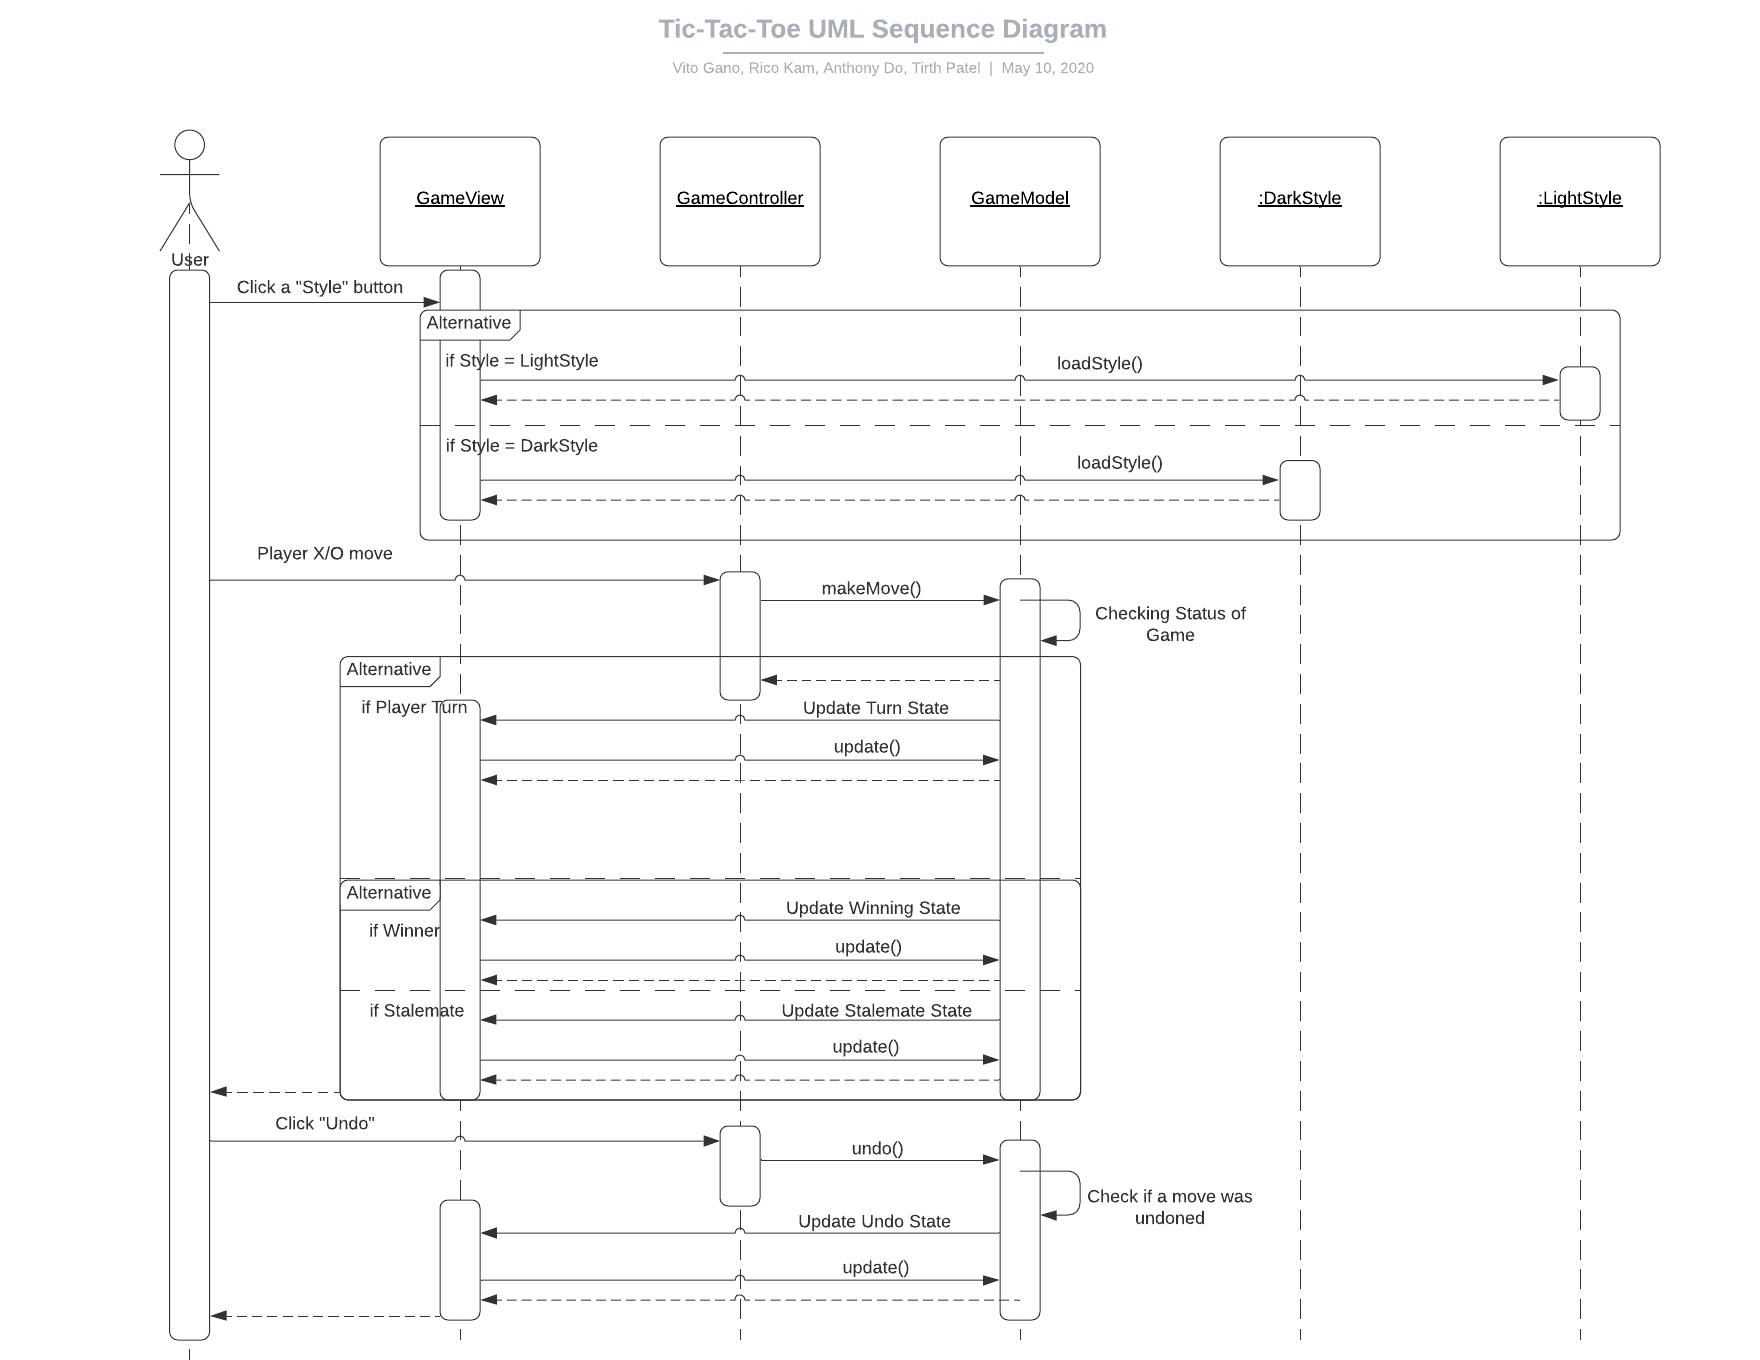 Tic-Tac-Toe UML Sequence Diagram
Vito Gano, Rico Kam, Anthony Do, Tirth Patel | May 10, 2020
GameView
GameController
GameModel
:DarkStyle
:LightStyle
User
Click a "Style" button
Alternative
if Style = LightStyle
loadStyle()
if Style = DarkStyle
loadStyle()
Player X/O move
makeMove()
Checking Status of
Game
Alternative
if Player Turn
Update Turn State
update()
Alternative
Update Winning State
if Winner
update()
if Stalemate
Update Stalemate State
update()
Click "Undo"
undo()
Check if a move was
undoned
Update Undo State
update()